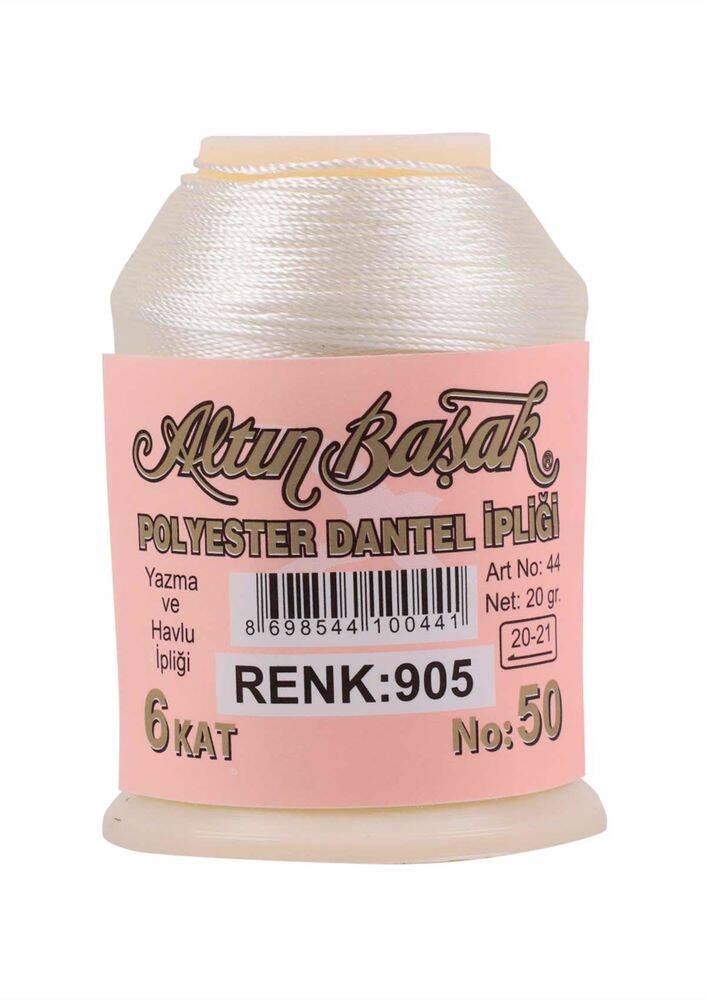 Altın Başak®
POLYESTER DANTEL İPLİĞİ
Yazma
ve
Havlu
İpliği
8 698544 100441
Art No: 44
Net: 20 gr.
20-21
RENK:905
6 KAT
No: 50